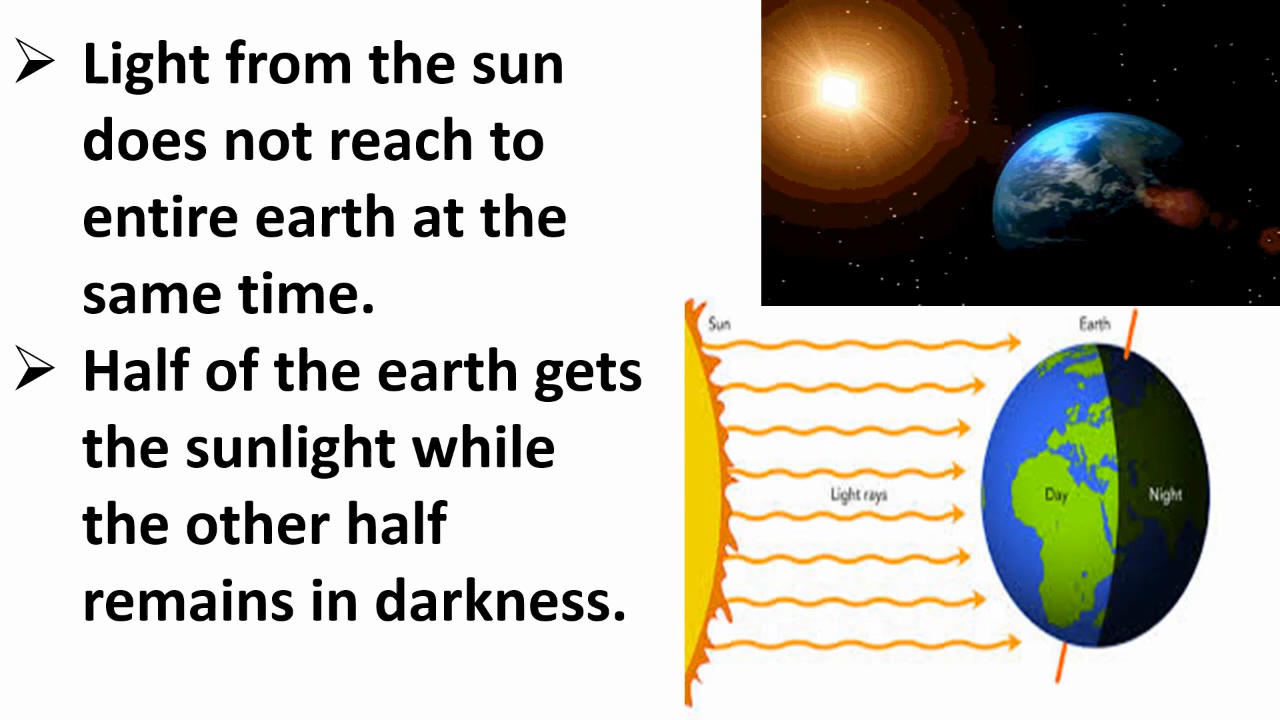 Light from the sun
does not reach to
entire earth at the
same time.
Half of the earth gets
the sunlight while
the other half
remains in darkness.
Sun
Earth
Light rays
Day
Night